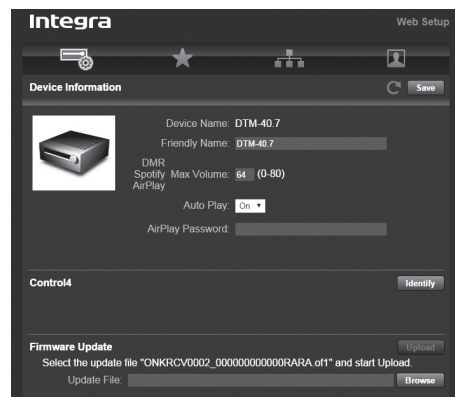 Integra
Web Setup
Device Information
Save
Device Name: DTM-40.7
Friendly Name: DTM-40.7
DMR
Spotify Max Volume: 64 (0-80)
AirPlay
Auto Play: On
AirPlay Password:
Control4
Identify
Firmware Update
Upload
Select the update file "ONKRCV0002_000000000000RARA.of1" and start Upload.
Update File:
Browse